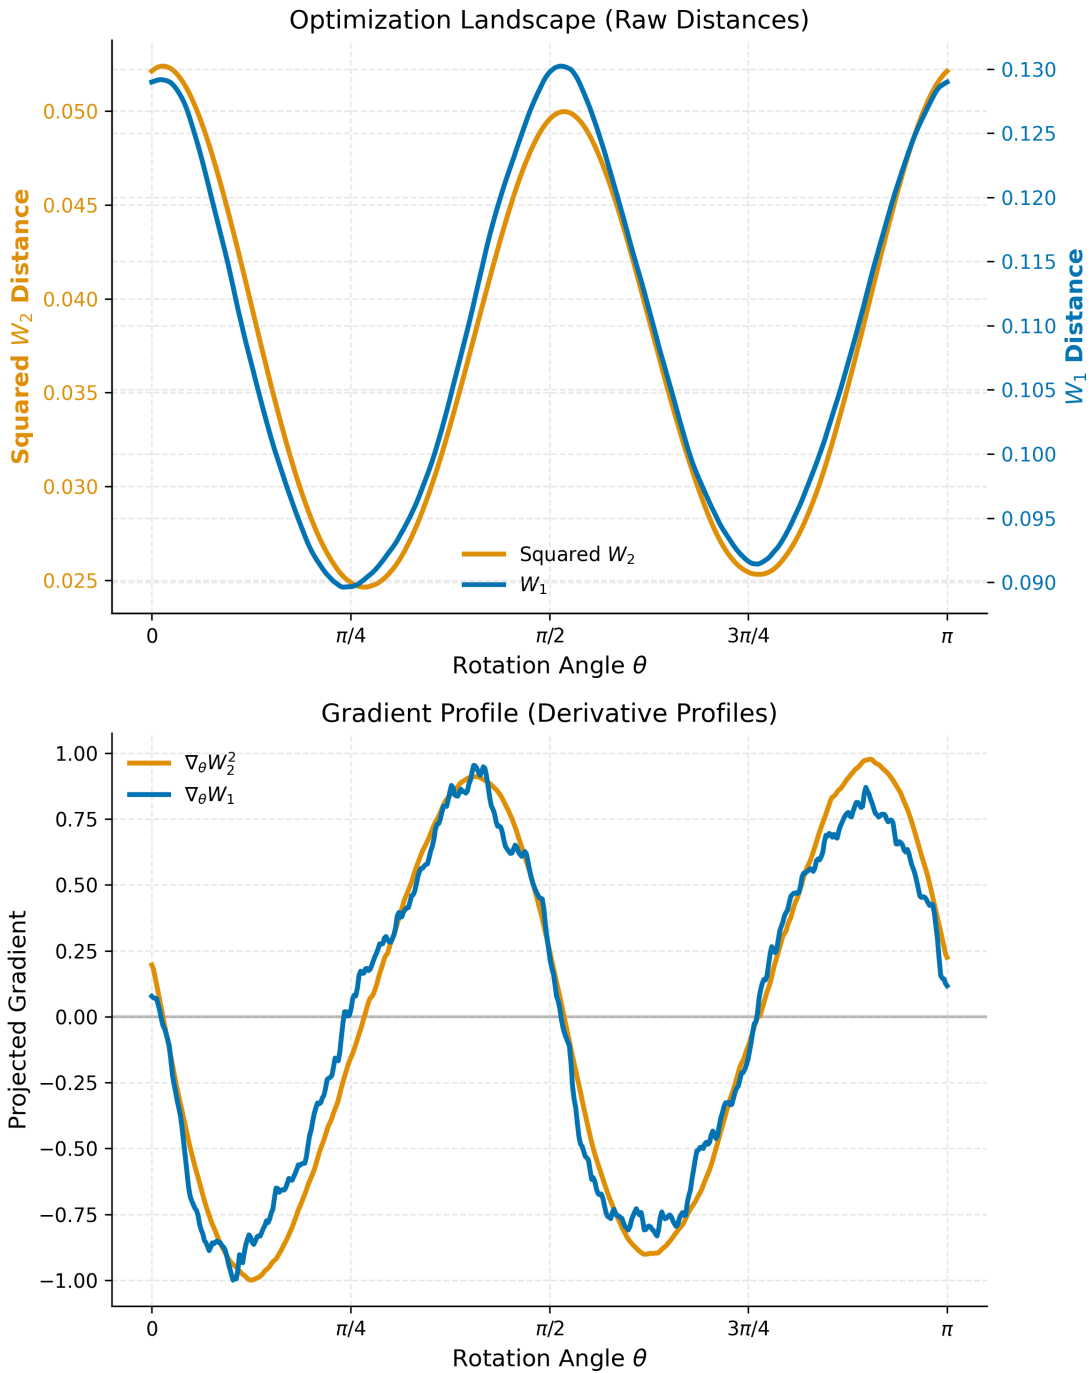 Optimization Landscape (Raw Distances)
Squared W₂ Distance
0.050
0.045
0.040
0.035
0.030
0.025
W₁ Distance
0.130
0.125
0.120
0.115
0.110
0.105
0.100
0.095
0.090
Squared W₂
W₁
0 π/4 π/2 3π/4 π
Rotation Angle θ
Gradient Profile (Derivative Profiles)
Projected Gradient
1.00
0.75
0.50
0.25
0.00
−0.25
−0.50
−0.75
−1.00
∇θW₂²
∇θW₁
0 π/4 π/2 3π/4 π
Rotation Angle θ